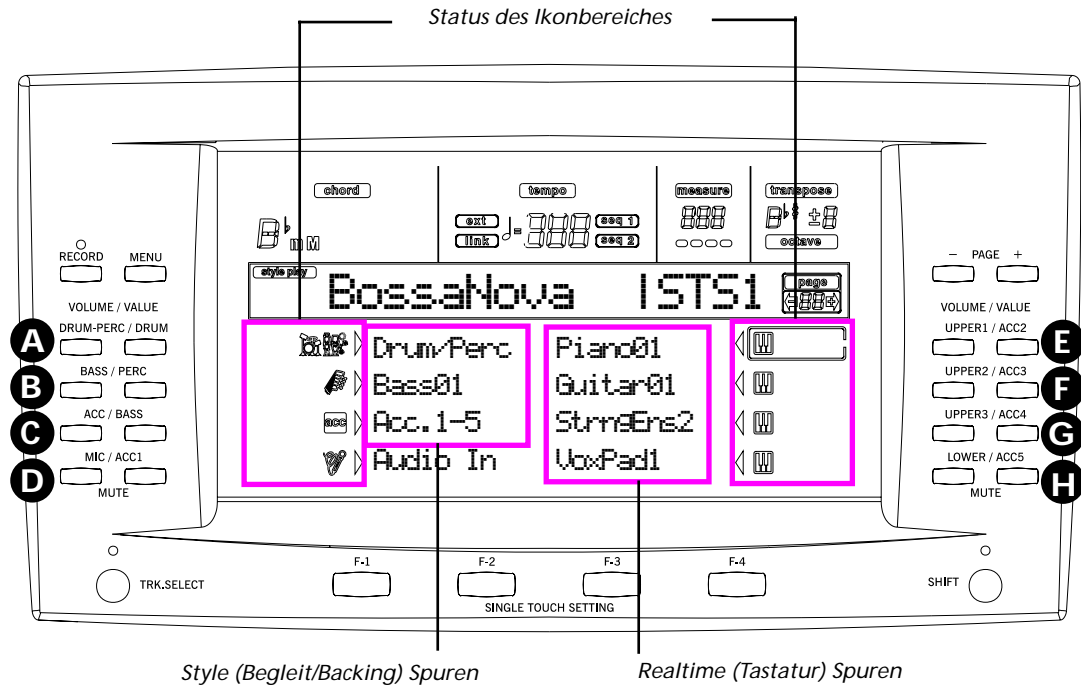 Status des Ikonbereiches
chord
tempo
measure
transpose
ext
link
seq 1
seq 2
octave
RECORD MENU
- PAGE +
style play
BossaNova ISTS1
page
VOLUME / VALUE
VOLUME / VALUE
DRUM-PERC / DRUM
UPPER1 / ACC2
A
Drum/Perc
Piano01
E
BASS / PERC
UPPER2 / ACC3
B
Bass01
Guitar01
F
ACC / BASS
UPPER3 / ACC4
C
acc
Acc.1-5
StrngEns2
G
MIC / ACC1
LOWER / ACC5
D
Audio In
VoxPad1
H
MUTE
MUTE
TRK.SELECT
F-1
F-2
F-3
F-4
SHIFT
SINGLE TOUCH SETTING
Style (Begleit/Backing) Spuren
Realtime (Tastatur) Spuren